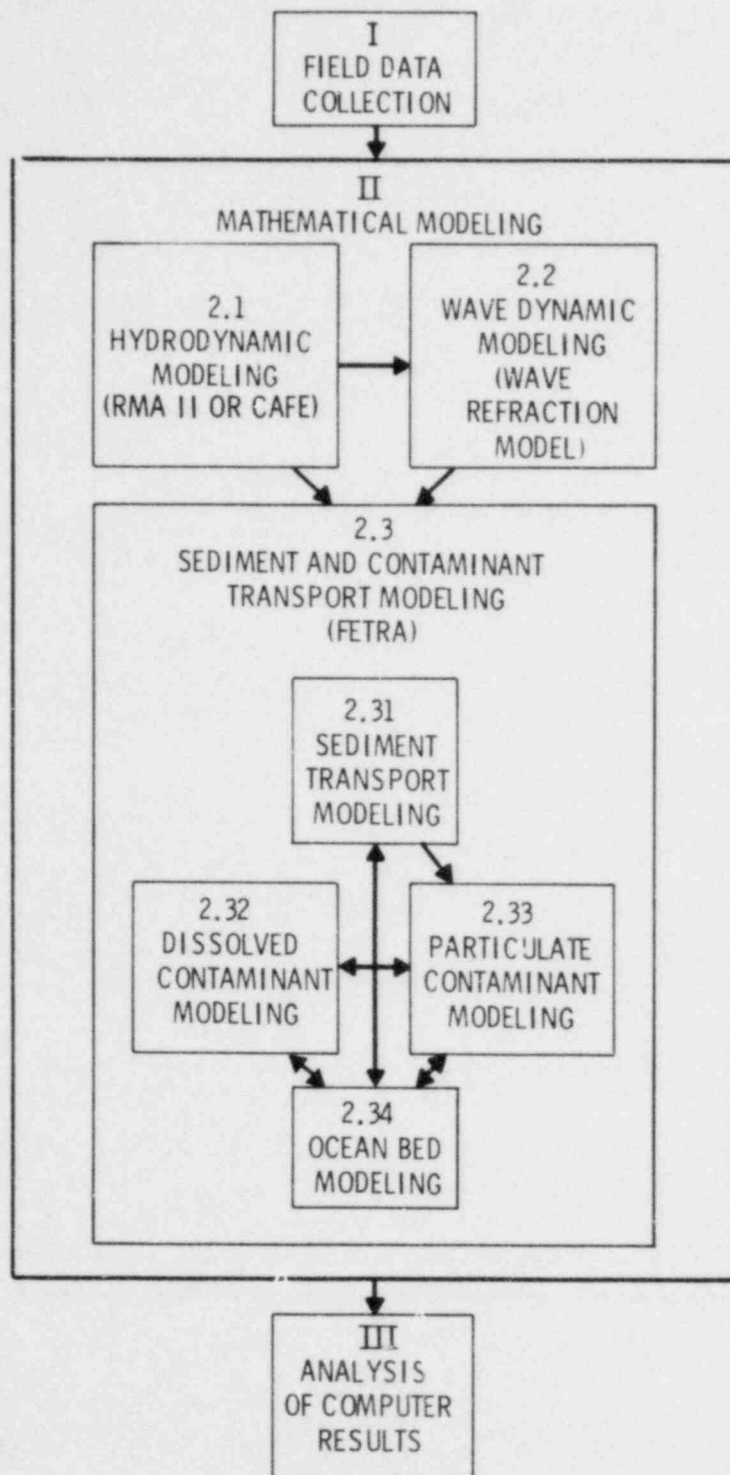 I
FIELD DATA
COLLECTION
II
MATHEMATICAL MODELING
2.1
HYDRODYNAMIC
MODELING
(RMA II OR CAFE)
2.2
WAVE DYNAMIC
MODELING
(WAVE
REFRACTION
MODEL)
2.3
SEDIMENT AND CONTAMINANT
TRANSPORT MODELING
(FETRA)
2.31
SEDIMENT
TRANSPORT
MODELING
2.32
DISSOLVED
CONTAMINANT
MODELING
2.33
PARTICULATE
CONTAMINANT
MODELING
2.34
OCEAN BED
MODELING
III
ANALYSIS
OF COMPUTER
RESULTS